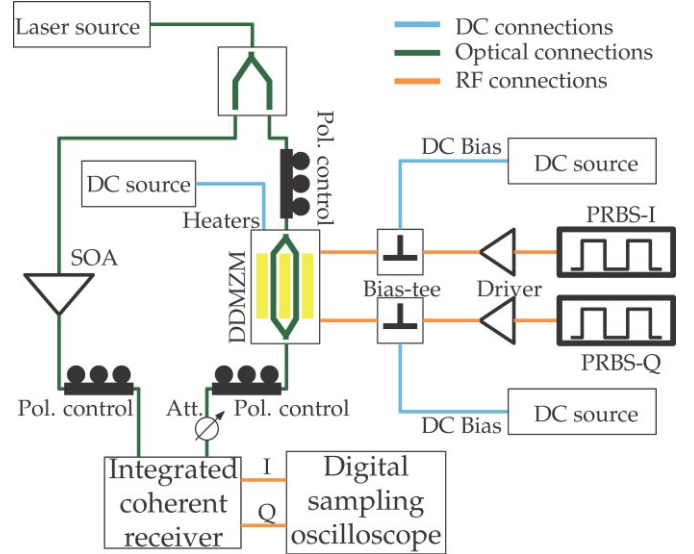 Laser source
DC connections
Optical connections
RF connections
Pol. control
DC Bias
DC source
DC source
Heaters
PRBS-I
SOA
DDMZM
Bias-tee
Driver
PRBS-Q
Pol. control
Att.
Pol. control
DC Bias
DC source
Integrated
coherent
receiver
I
Q
Digital
sampling
oscilloscope